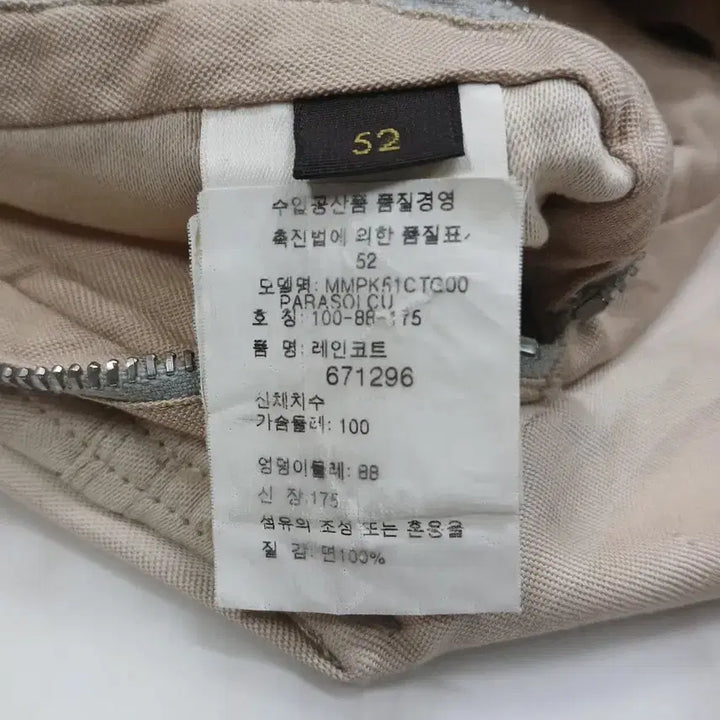 52
수입공산품 품질경영
촉진법에 의한 품질표
52
모델명: MMPK61CTG00
PARASOLCU
호 칭: 100-88-175
품 명: 레인코트
671296
신체치수
가슴둘레: 100
엉덩이둘레: 88
신 장: 175
섬유의 조성 또는 혼용율
질 감: 면100%